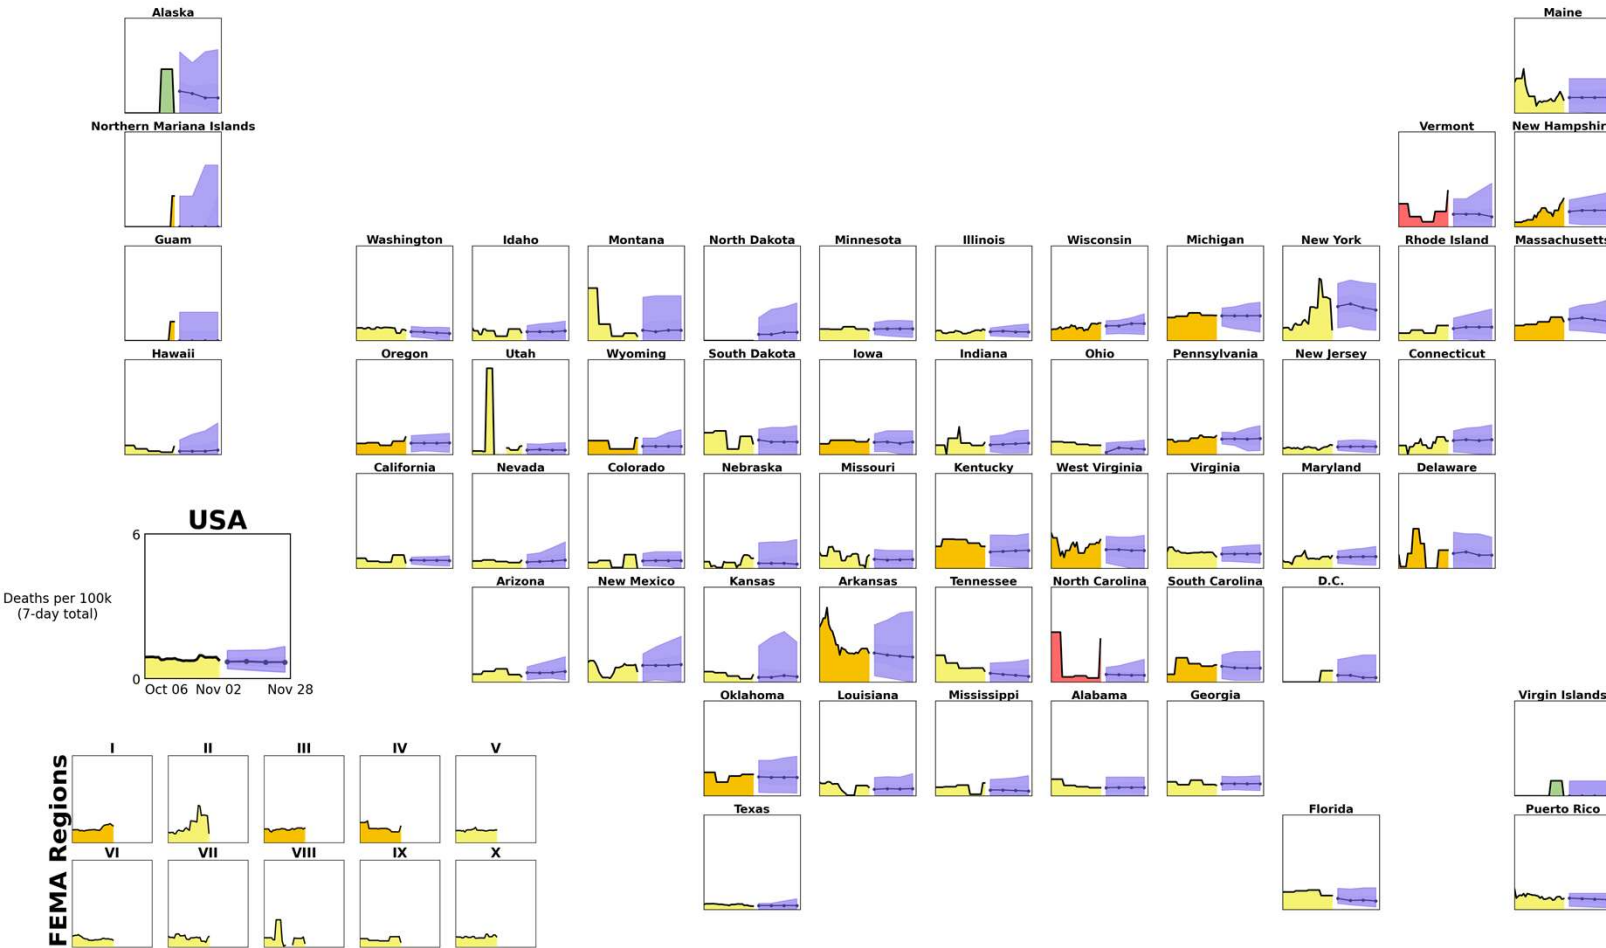 Alaska
Maine
Northern Mariana Islands
Vermont
New Hampshir
Guam
Washington
Idaho
Montana
North Dakota
Minnesota
Illinois
Wisconsin
Michigan
New York
Rhode Island
Massachusetts
Hawaii
Oregon
Utah
Wyoming
South Dakota
Iowa
Indiana
Ohio
Pennsylvania
New Jersey
Connecticut
California
Nevada
Colorado
Nebraska
Missouri
Kentucky
West Virginia
Virginia
Maryland
Delaware
USA
6
Deaths per 100k
(7-day total)
0
Oct 06 Nov 02 Nov 28
Arizona
New Mexico
Kansas
Arkansas
Tennessee
North Carolina
South Carolina
D.C.
Oklahoma
Louisiana
Mississippi
Alabama
Georgia
Virgin Islands
Texas
Florida
Puerto Rico
FEMA Regions
I
II
III
IV
V
VI
VII
VIII
IX
X